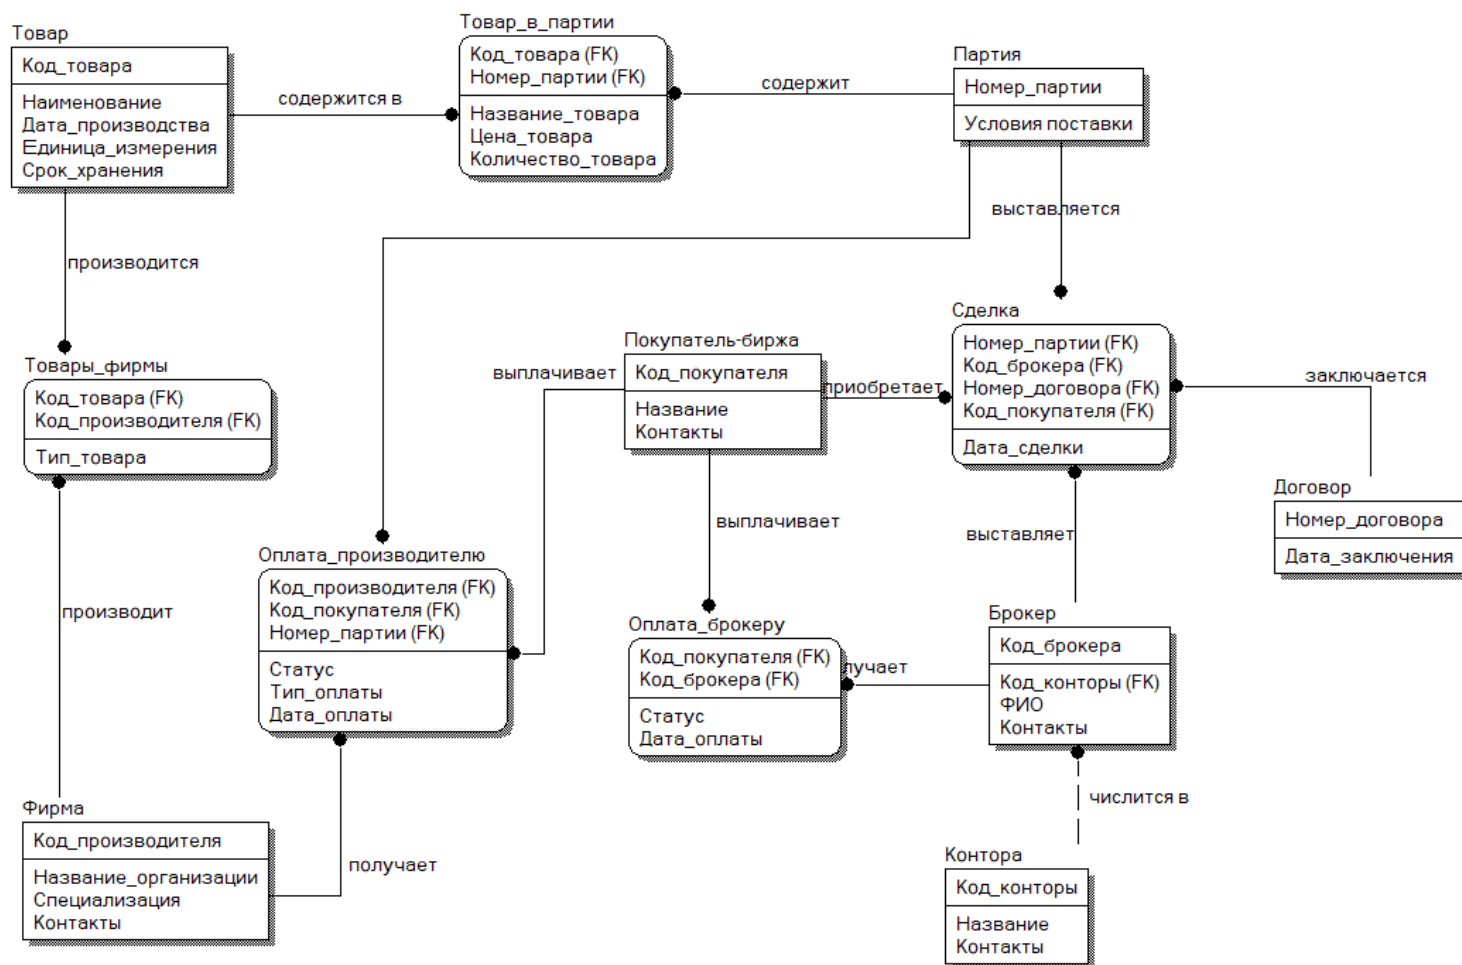 Товар
Код_товара
Наименование
Дата_производства
Единица_измерения
Срок_хранения
содержится в
Товар_в_партии
Код_товара (FK)
Номер_партии (FK)
Название_товара
Цена_товара
Количество_товара
содержит
Партия
Номер_партии
Условия поставки
выставляется
производится
Товары_фирмы
Код_товара (FK)
Код_производителя (FK)
Тип_товара
выплачивает
Покупатель-биржа
Код_покупателя
Название
Контакты
приобретает
Сделка
Номер_партии (FK)
Код_брокера (FK)
Номер_договора (FK)
Код_покупателя (FK)
Дата_сделки
заключается
Договор
Номер_договора
Дата_заключения
выплачивает
выставляет
производит
Оплата_производителю
Код_производителя (FK)
Код_покупателя (FK)
Номер_партии (FK)
Статус
Тип_оплаты
Дата_оплаты
Оплата_брокеру
Код_покупателя (FK)
Код_брокера (FK)
Статус
Дата_оплаты
лучает
Брокер
Код_брокера
Код_конторы (FK)
ФИО
Контакты
числится в
Фирма
Код_производителя
Название_организации
Специализация
Контакты
получает
Контора
Код_конторы
Название
Контакты